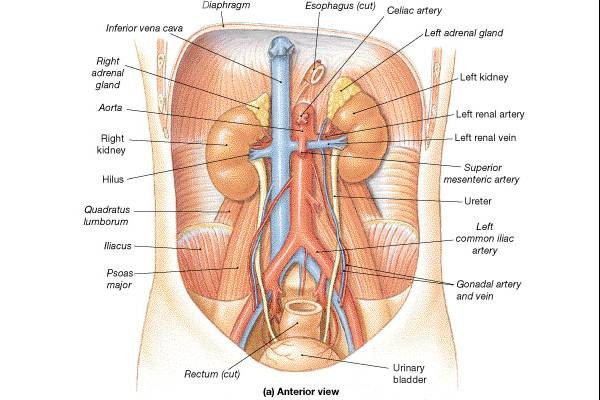 Diaphragm
Esophagus (cut)
Celiac artery
Inferior vena cava
Left adrenal gland
Right
adrenal
gland
Left kidney
Aorta
Left renal artery
Right
kidney
Left renal vein
Hilus
Superior
mesenteric artery
Ureter
Quadratus
lumborum
Left
common iliac
artery
Iliacus
Psoas
major
Gonadal artery
and vein
Rectum (cut)
Urinary
bladder
(a) Anterior view